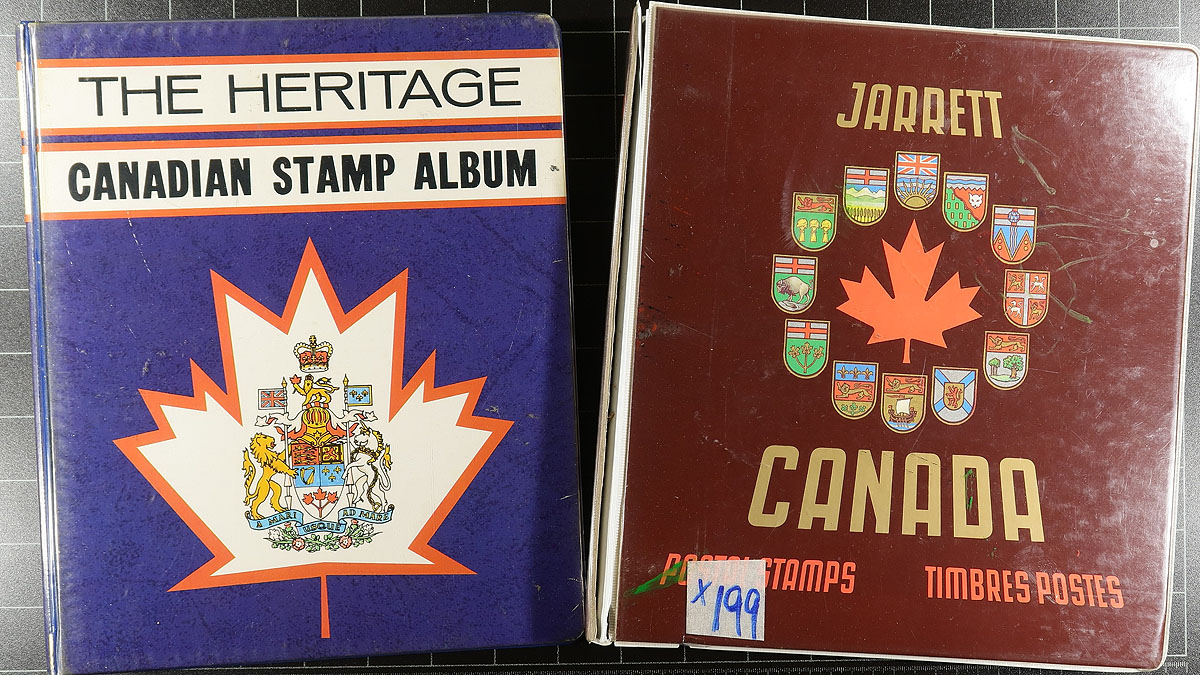 THE HERITAGE
CANADIAN STAMP ALBUM
A MARI USQUE AD MARE
JARRETT
CANADA
POSTAL STAMPS TIMBRES POSTES
X199